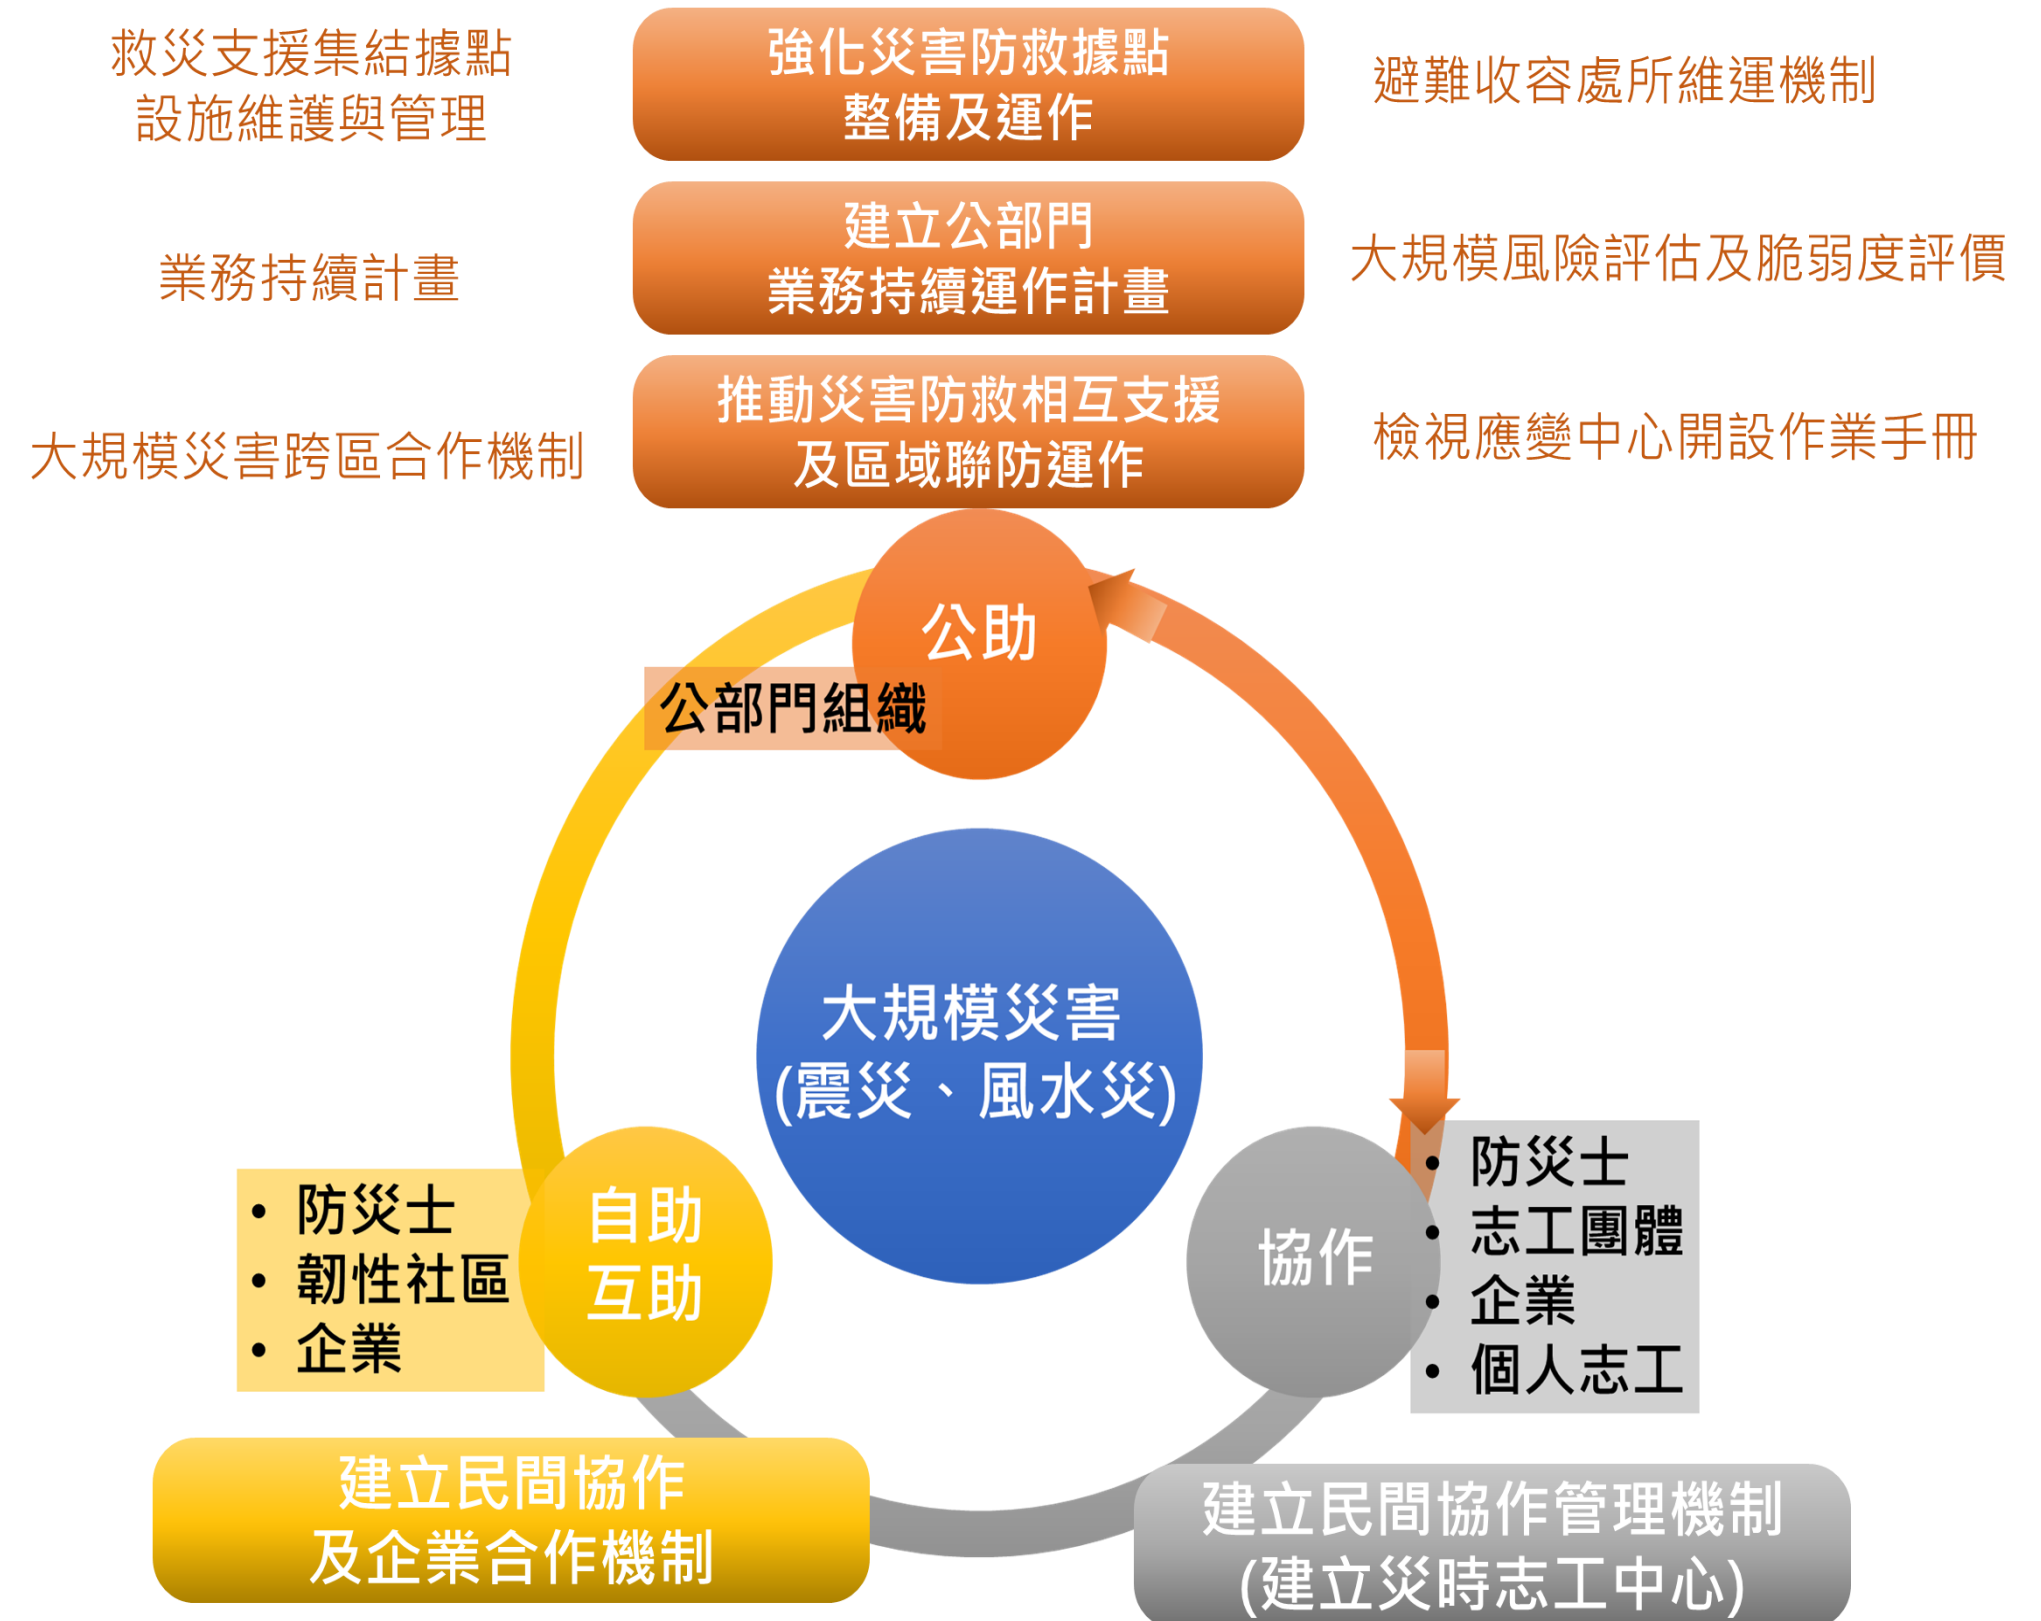 救災支援集結據點
設施維護與管理
強化災害防救據點
整備及運作
避難收容處所維運機制
業務持續計畫
建立公部門
業務持續運作計畫
大規模風險評估及脆弱度評價
大規模災害跨區合作機制
推動災害防救相互支援
及區域聯防運作
檢視應變中心開設作業手冊
公助
公部門組織
大規模災害
(震災、風水災)
• 防災士
• 韌性社區
• 企業
自助
互助
協作
• 防災士
• 志工團體
• 企業
• 個人志工
建立民間協作
及企業合作機制
建立民間協作管理機制
(建立災時志工中心)